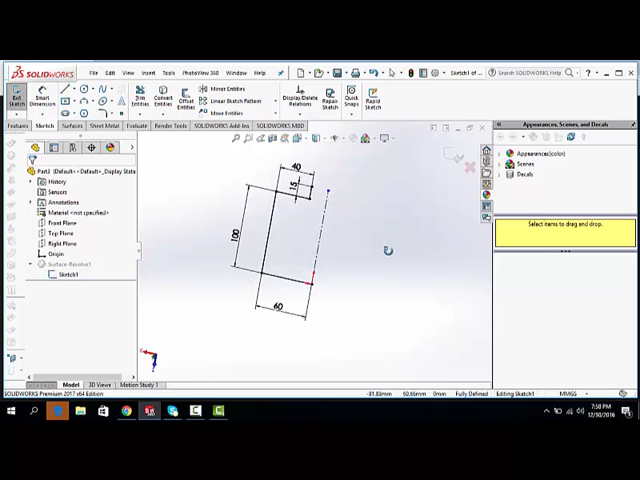 SOLIDWORKS File Edit View Insert Tools PhotoView 360 Window Help Sketch1 of ... Search SOLIDWORKS Help
Exit Sketch Smart Dimension Trim Entities Convert Entities Offset Entities Mirror Entities Linear Sketch Pattern Move Entities Display/Delete Relations Repair Sketch Quick Snaps Rapid Sketch
Features Sketch Surfaces Sheet Metal Evaluate Render Tools SOLIDWORKS Add-Ins SOLIDWORKS MBD
Appearances, Scenes, and Decals
Part3 (Default<<Default>_Display State
History
Sensors
Annotations
Material <not specified>
Front Plane
Top Plane
Right Plane
Origin
Surface-Revolve1
Sketch1
40
15
100
60
Appearances(color)
Scenes
Decals
Select items to drag and drop.
Model 3D Views Motion Study 1
SOLIDWORKS Premium 2017 x64 Edition -81.83mm 60.66mm 0mm Fully Defined Editing Sketch1 MMGS
7:50 PM
12/30/2016